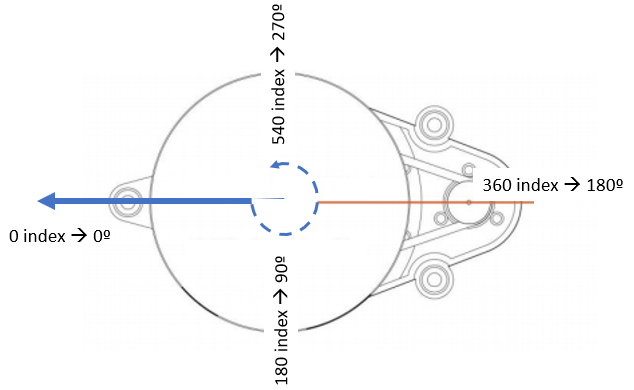 540 index → 270º
360 index → 180º
0 index → 0º
180 index → 90º